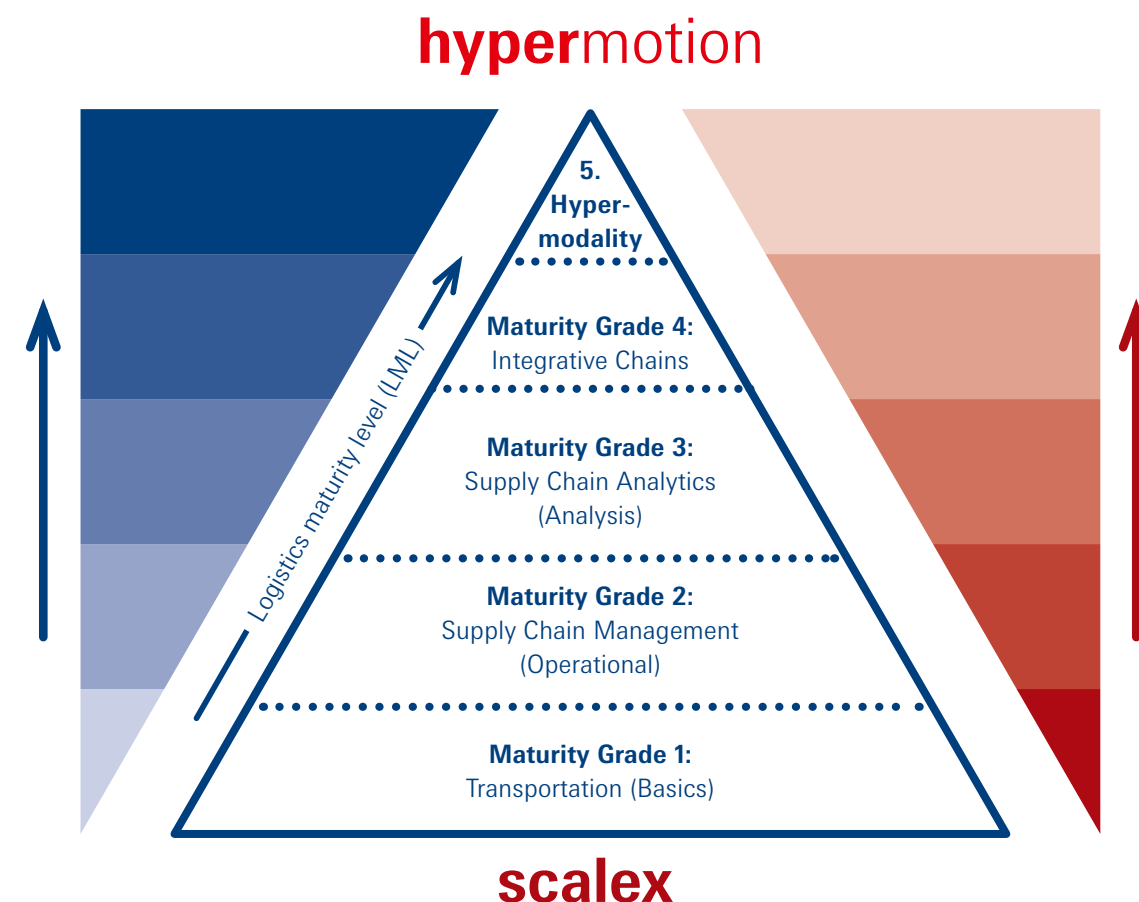 hypermotion
5.
Hyper-
modality
Logistics maturity level (LML)
Maturity Grade 4:
Integrative Chains
Maturity Grade 3:
Supply Chain Analytics
(Analysis)
Maturity Grade 2:
Supply Chain Management
(Operational)
Maturity Grade 1:
Transportation (Basics)
scalex